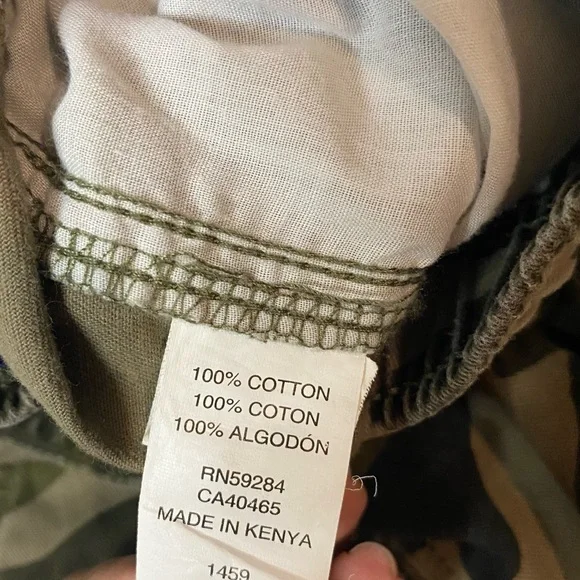 100% COTTON
100% COTON
100% ALGODÓN
RN59284
CA40465
MADE IN KENYA
1459